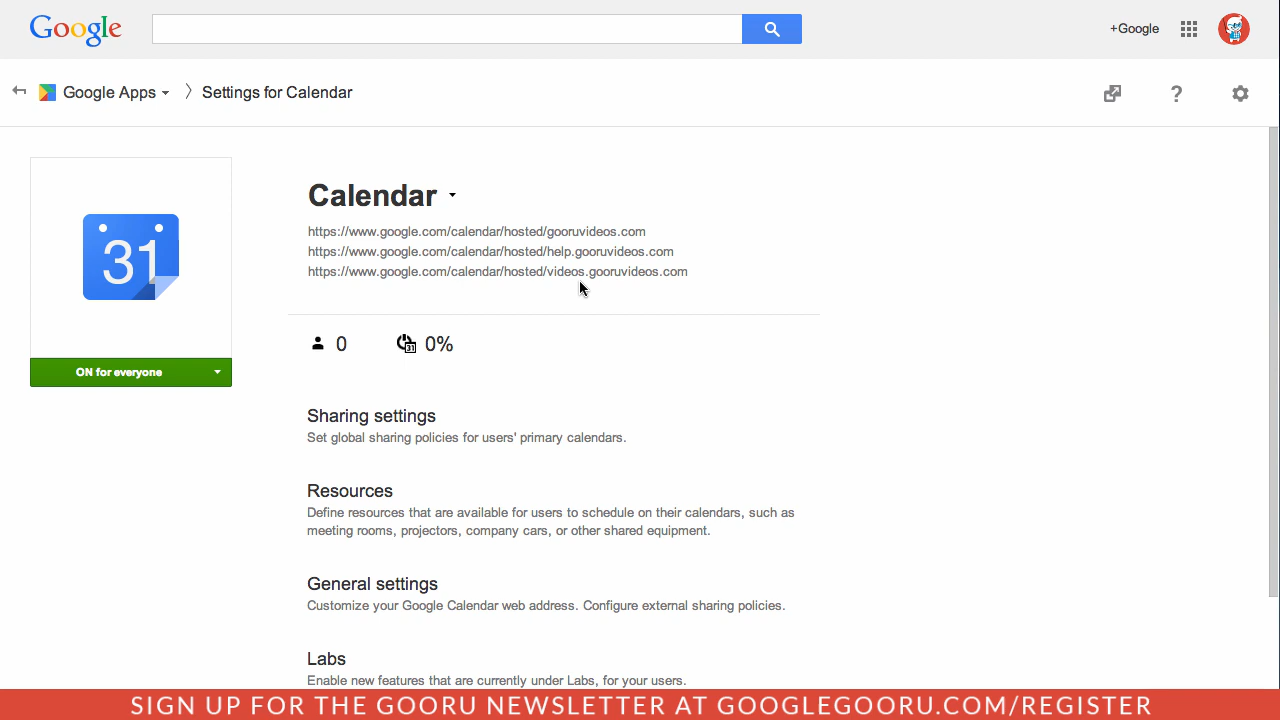 Google
+Google
Google Apps
Settings for Calendar
31
ON for everyone
Calendar
https://www.google.com/calendar/hosted/gooruvideos.com
https://www.google.com/calendar/hosted/help.gooruvideos.com
https://www.google.com/calendar/hosted/videos.gooruvideos.com
0
31
0%
Sharing settings
Set global sharing policies for users' primary calendars.
Resources
Define resources that are available for users to schedule on their calendars, such as
meeting rooms, projectors, company cars, or other shared equipment.
General settings
Customize your Google Calendar web address. Configure external sharing policies.
Labs
Enable new features that are currently under Labs, for your users.
SIGN UP FOR THE GOORU NEWSLETTER AT GOOGLEGOORU.COM/REGISTER